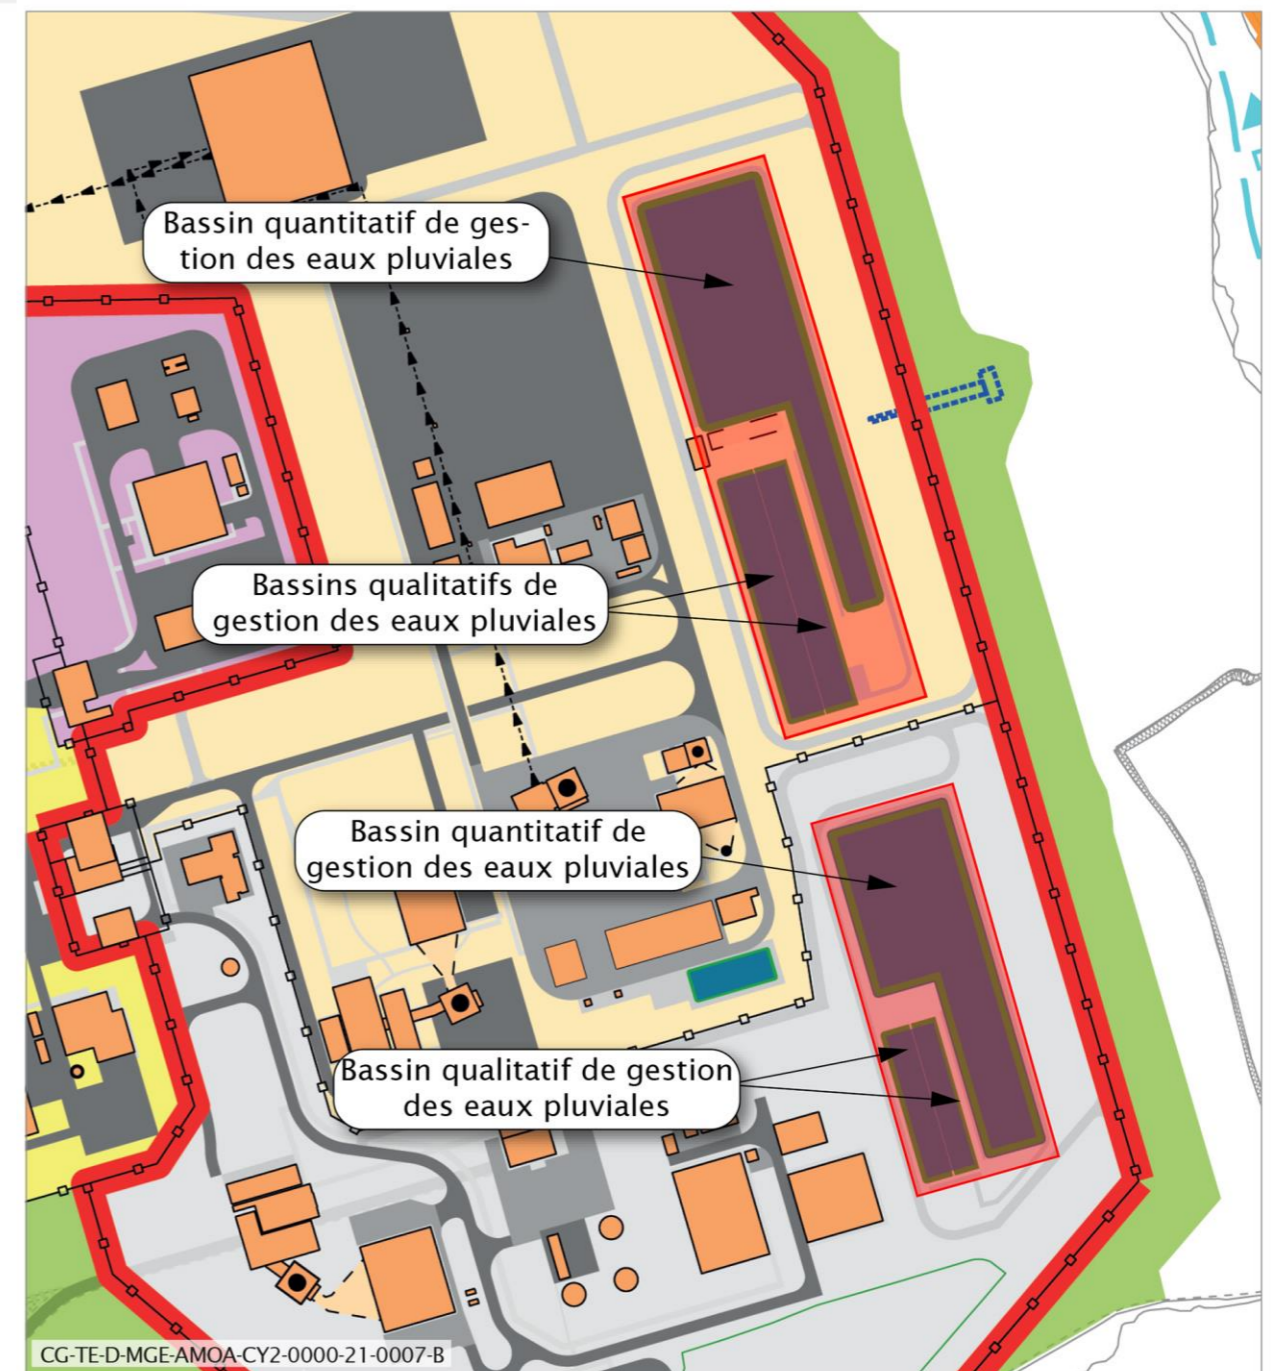 Bassin quantitatif de ges-
tion des eaux pluviales
Bassins qualitatifs de
gestion des eaux pluviales
Bassin quantitatif de
gestion des eaux pluviales
Bassin qualitatif de gestion
des eaux pluviales
CG-TE-D-MGE-AMOA-CY2-0000-21-0007-B